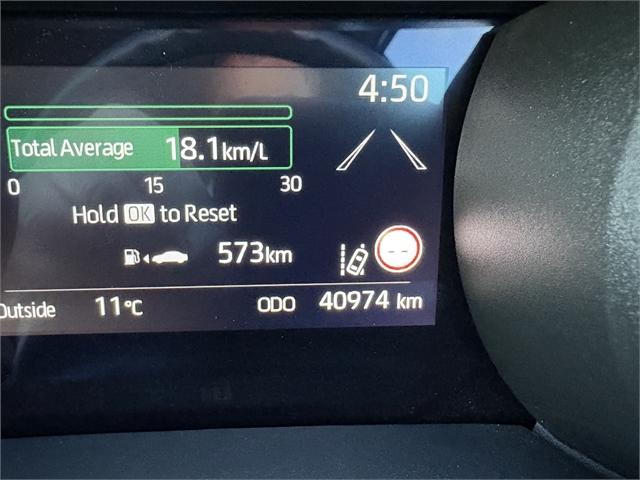 4:50
Total Average 18.1km/L
0 15 30
Hold OK to Reset
573km
--
Outside 11°C ODO 40974 km